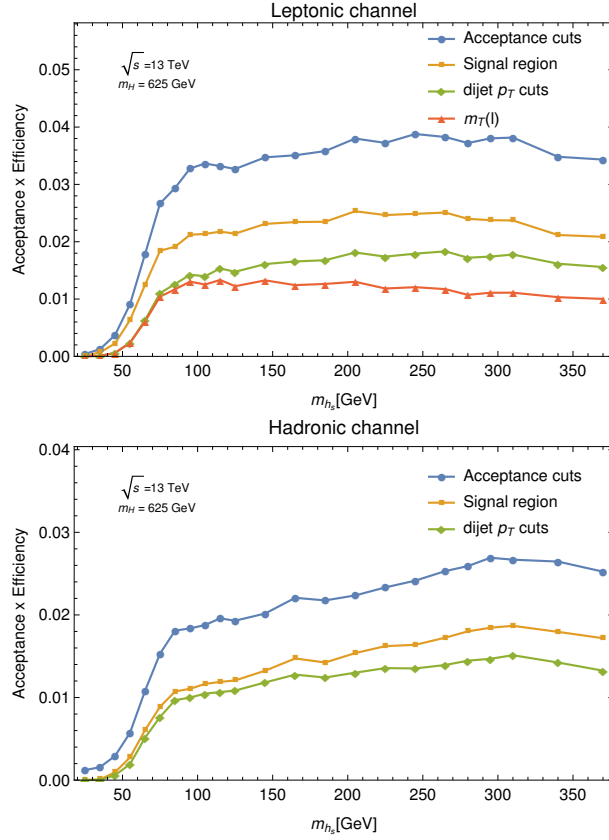 Leptonic channel
√s =13 TeV
m_H = 625 GeV
Acceptance cuts
Signal region
dijet p_T cuts
m_T(l)
Acceptance x Efficiency
0.05
0.04
0.03
0.02
0.01
0.00
50 100 150 200 250 300 350
m_{h_s}[GeV]
Hadronic channel
√s =13 TeV
m_H = 625 GeV
Acceptance cuts
Signal region
dijet p_T cuts
Acceptance x Efficiency
0.04
0.03
0.02
0.01
0.00
50 100 150 200 250 300 350
m_{h_s}[GeV]